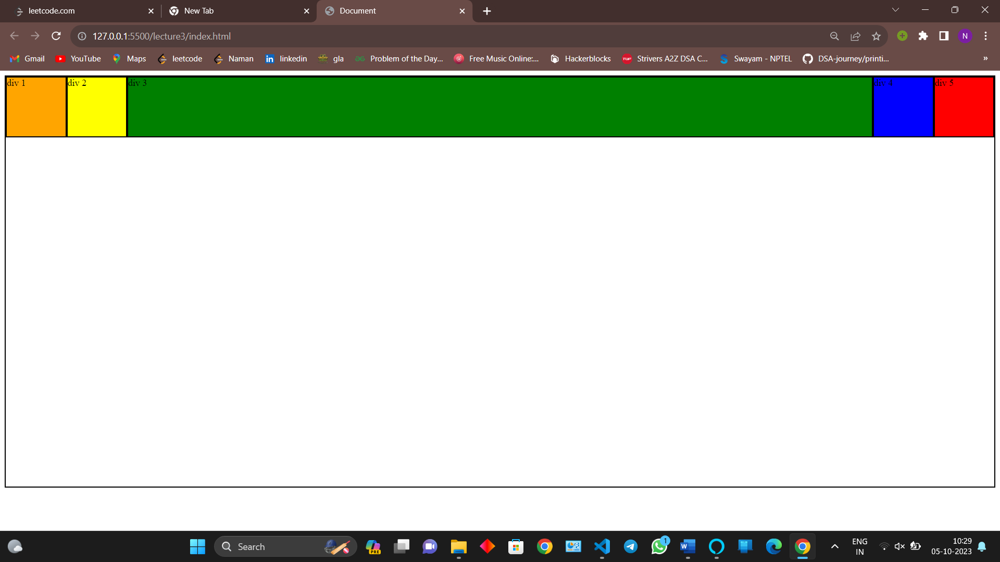 leetcode.com New Tab Document
127.0.0.1:5500/lecture3/index.html N
Gmail YouTube Maps leetcode Naman linkedin gla Problem of the Day... Free Music Online:... Hackerblocks Strivers A2Z DSA C... Swayam - NPTEL DSA-journey/printi... »
div 1 div 2 div 3 div 4 div 5
Search PRE 1 W ENG 10:29
IN 05-10-2023